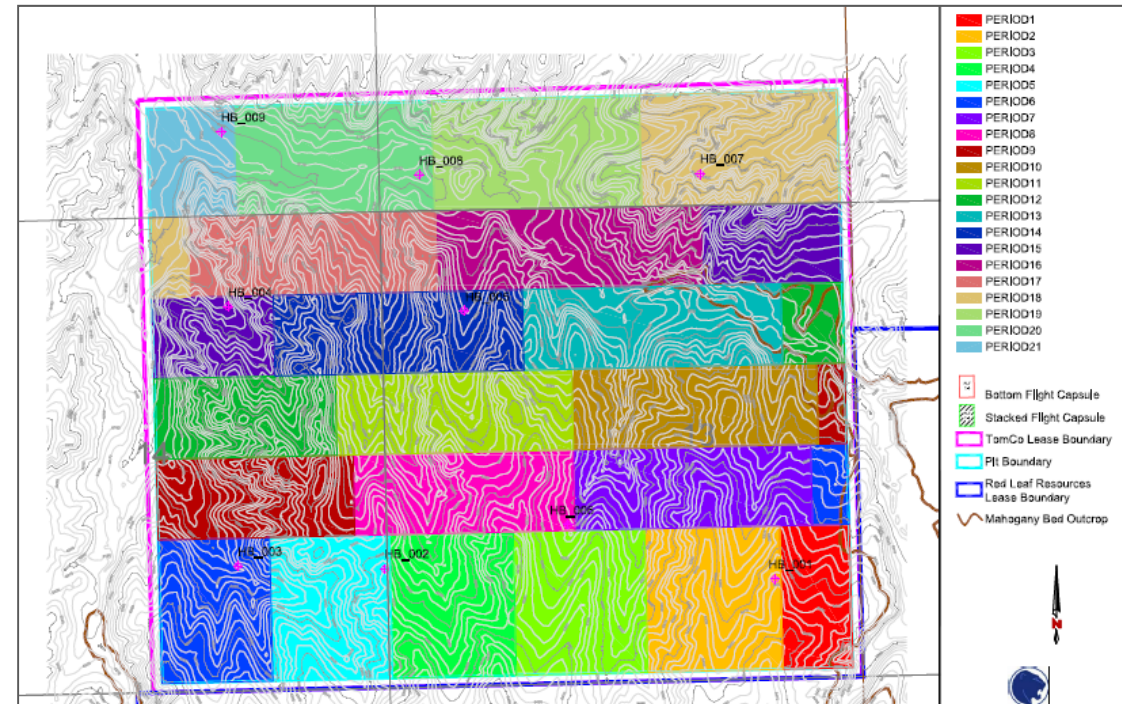 HB_009
HB_008
HB_007
HB_004
HB_003
HB_002
HB_001
PERIOD1
PERIOD2
PERIOD3
PERIOD4
PERIOD5
PERIOD6
PERIOD7
PERIOD8
PERIOD9
PERIOD10
PERIOD11
PERIOD12
PERIOD13
PERIOD14
PERIOD15
PERIOD16
PERIOD17
PERIOD18
PERIOD19
PERIOD20
PERIOD21
Bottom Flight Capsule
Stacked Flight Capsule
TomCo Lease Boundary
Pit Boundary
Red Leaf Resources
Lease Boundary
Mahogany Bed Outcrop
N